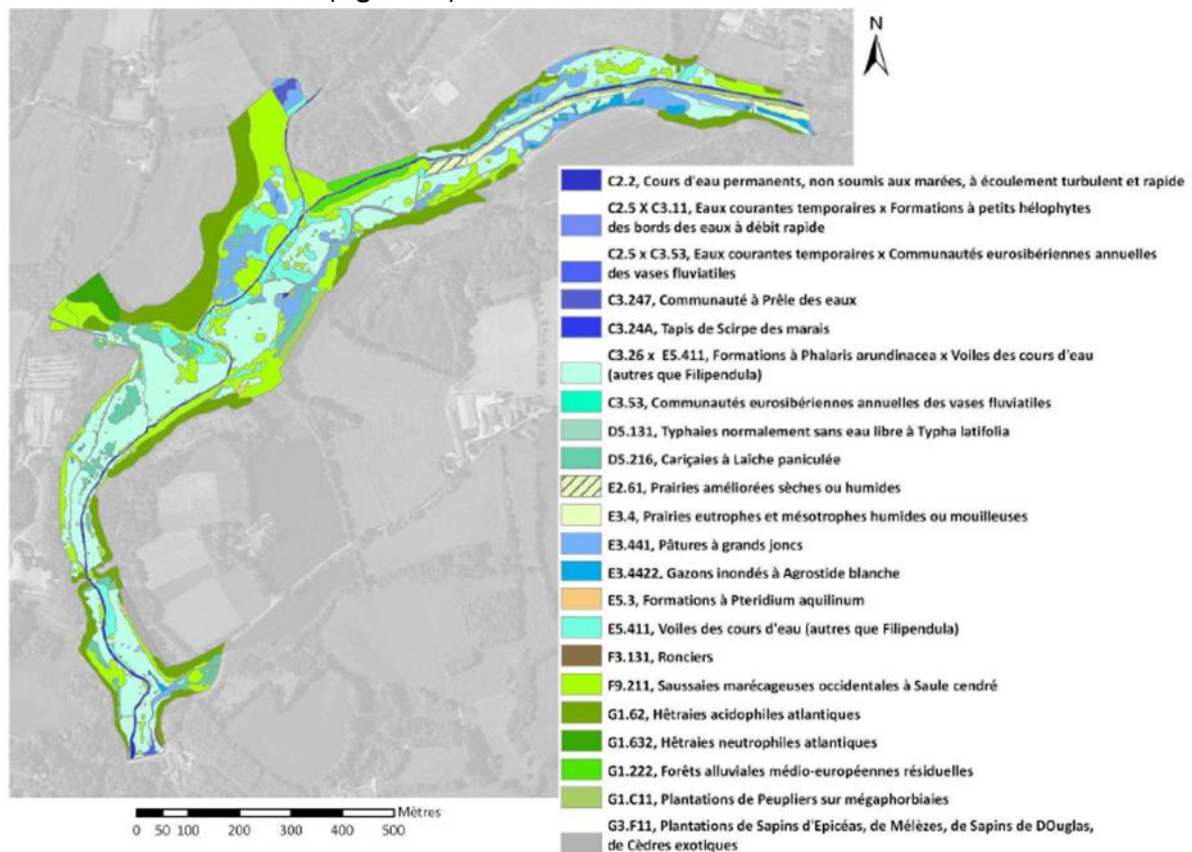 N
C2.2, Cours d'eau permanents, non soumis aux marées, à écoulement turbulent et rapide
C2.5 X C3.11, Eaux courantes temporaires x Formations à petits hélophytes
des bords des eaux à débit rapide
C2.5 x C3.53, Eaux courantes temporaires x Communautés eurosibériennes annuelles
des vases fluviatiles
C3.247, Communauté à Prêle des eaux
C3.24A, Tapis de Scirpe des marais
C3.26 x E5.411, Formations à Phalaris arundinacea x Voiles des cours d'eau
(autres que Filipendula)
C3.53, Communautés eurosibériennes annuelles des vases fluviatiles
D5.131, Typhaies normalement sans eau libre à Typha latifolia
D5.216, Cariçaies à Laîche paniculée
E2.61, Prairies améliorées sèches ou humides
E3.4, Prairies eutrophes et mésotrophes humides ou mouilleuses
E3.441, Pâtures à grands joncs
E3.4422, Gazons inondés à Agrostide blanche
E5.3, Formations à Pteridium aquilinum
E5.411, Voiles des cours d'eau (autres que Filipendula)
F3.131, Ronciers
F9.211, Saussaies marécageuses occidentales à Saule cendré
G1.62, Hêtraies acidophiles atlantiques
G1.632, Hêtraies neutrophiles atlantiques
G1.222, Forêts alluviales médio-européennes résiduelles
G1.C11, Plantations de Peupliers sur mégaphorbiaies
G3.F11, Plantations de Sapins d'Epicéas, de Mélèzes, de Sapins de DOuglas,
de Cèdres exotiques
Mètres
0 50 100 200 300 400 500